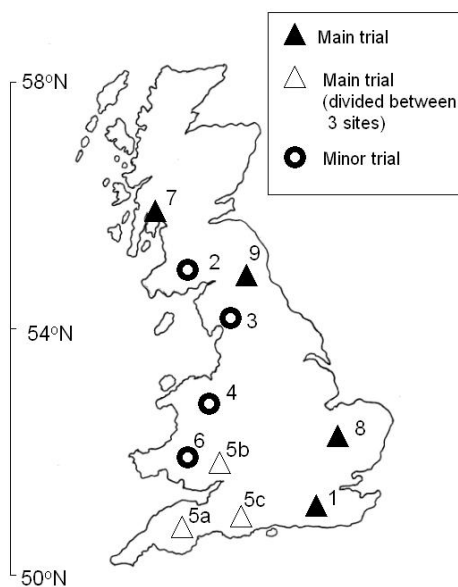 Main trial
Main trial
(divided between
3 sites)
Minor trial
58°N
54°N
50°N
7
2
9
3
4
8
6
5b
5c
1
5a